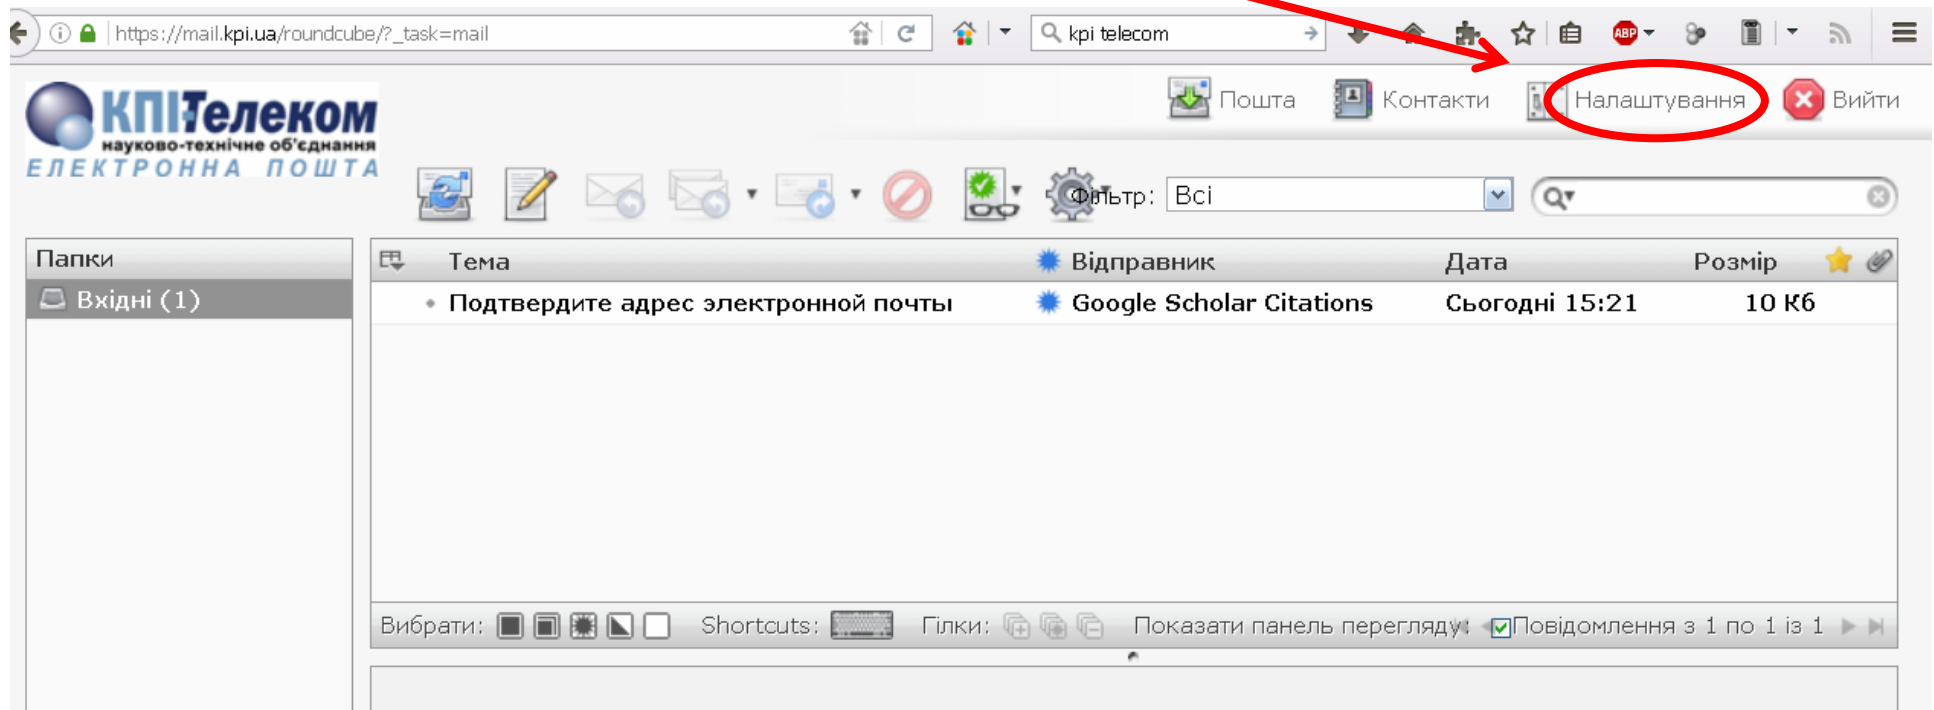 https://mail.kpi.ua/roundcube/?_task=mail
kpi telecom
ABP
КПІТелеком
науково-технічне об'єднання
ЕЛЕКТРОННА ПОШТА
Пошта
Контакти
Налаштування
Вийти
Фільтр: Всі
Папки
Вхідні (1)
Тема Відправник Дата Розмір
Подтвердите адрес электронной почты Google Scholar Citations Сьогодні 15:21 10 Кб
Вибрати: Shortcuts: Гілки: Показати панель перегляду: Повідомлення з 1 по 1 із 1